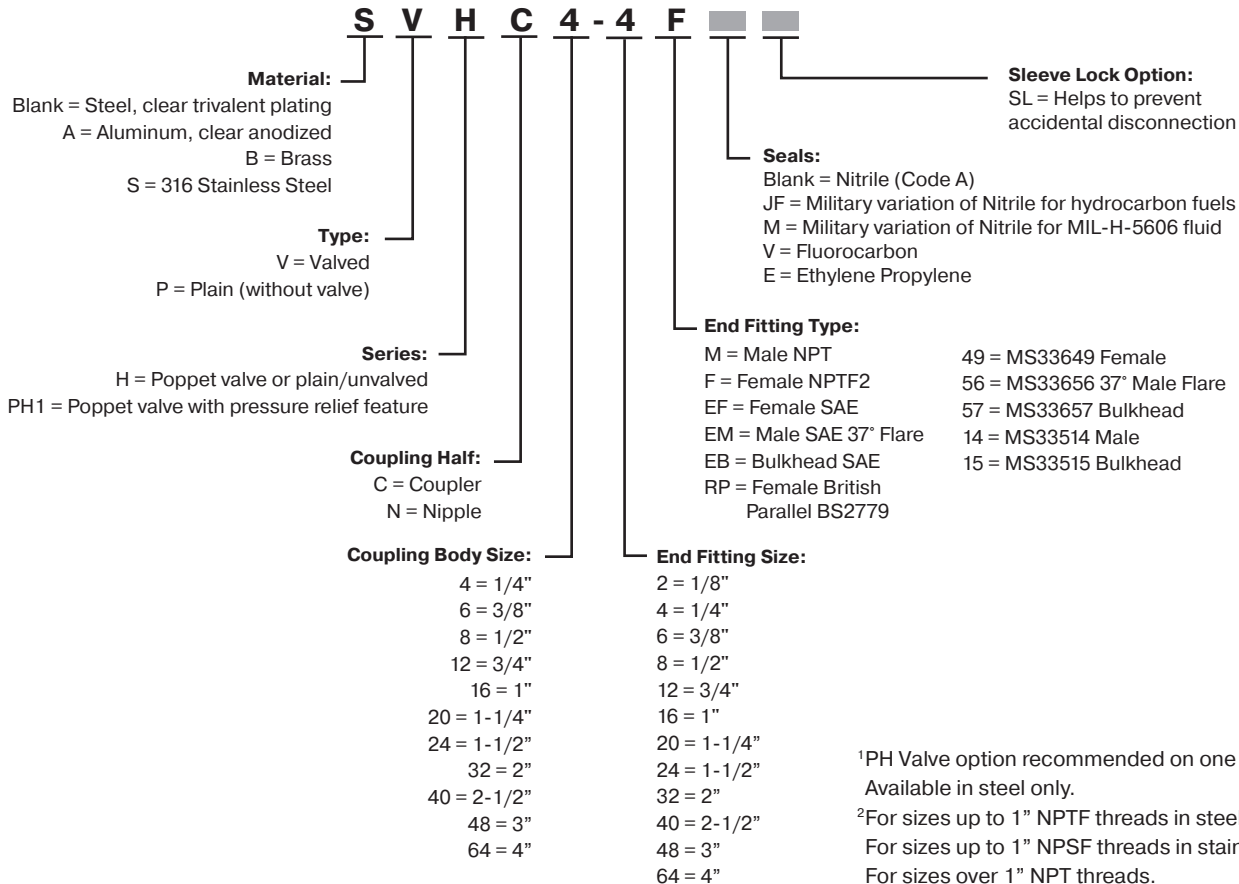 S V H C 4 - 4 F
Material:
Blank = Steel, clear trivalent plating
A = Aluminum, clear anodized
B = Brass
S = 316 Stainless Steel
Type:
V = Valved
P = Plain (without valve)
Series:
H = Poppet valve or plain/unvalved
PH1 = Poppet valve with pressure relief feature
Coupling Half:
C = Coupler
N = Nipple
Coupling Body Size:
4 = 1/4"
6 = 3/8"
8 = 1/2"
12 = 3/4"
16 = 1"
20 = 1-1/4"
24 = 1-1/2"
32 = 2"
40 = 2-1/2"
48 = 3"
64 = 4"
Sleeve Lock Option:
SL = Helps to prevent
accidental disconnection
Seals:
Blank = Nitrile (Code A)
JF = Military variation of Nitrile for hydrocarbon fuels
M = Military variation of Nitrile for MIL-H-5606 fluid
V = Fluorocarbon
E = Ethylene Propylene
End Fitting Type:
M = Male NPT
F = Female NPTF2
EF = Female SAE
EM = Male SAE 37° Flare
EB = Bulkhead SAE
RP = Female British
Parallel BS2779
49 = MS33649 Female
56 = MS33656 37° Male Flare
57 = MS33657 Bulkhead
14 = MS33514 Male
15 = MS33515 Bulkhead
End Fitting Size:
2 = 1/8"
4 = 1/4"
6 = 3/8"
8 = 1/2"
12 = 3/4"
16 = 1"
20 = 1-1/4"
24 = 1-1/2"
32 = 2"
40 = 2-1/2"
48 = 3"
64 = 4"
¹PH Valve option recommended on one
Available in steel only.
²For sizes up to 1" NPTF threads in steel
For sizes up to 1" NPSF threads in
For sizes over 1" NPT threads.